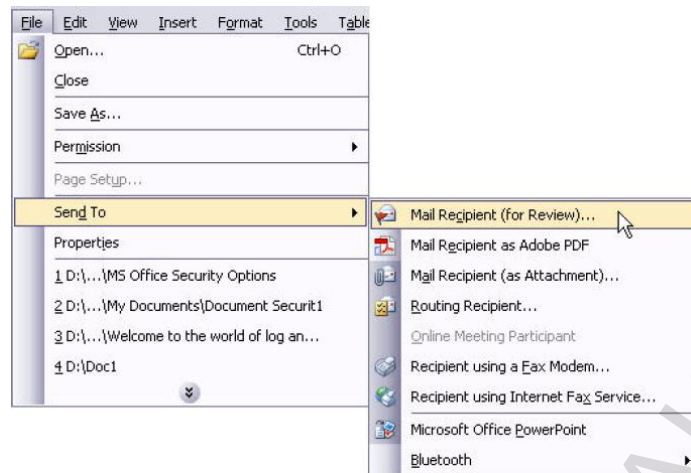 File Edit View Insert Format Tools Table
Open... Ctrl+O
Close
Save As...
Permission
Page Setup...
Send To
Properties
1 D:\...\MS Office Security Options
2 D:\...\My Documents\Document Securit1
3 D:\...\Welcome to the world of log an...
4 D:\Doc1
Mail Recipient (for Review)...
Mail Recipient as Adobe PDF
Mail Recipient (as Attachment)...
Routing Recipient...
Online Meeting Participant
Recipient using a Fax Modem...
Recipient using Internet Fax Service...
Microsoft Office PowerPoint
Bluetooth